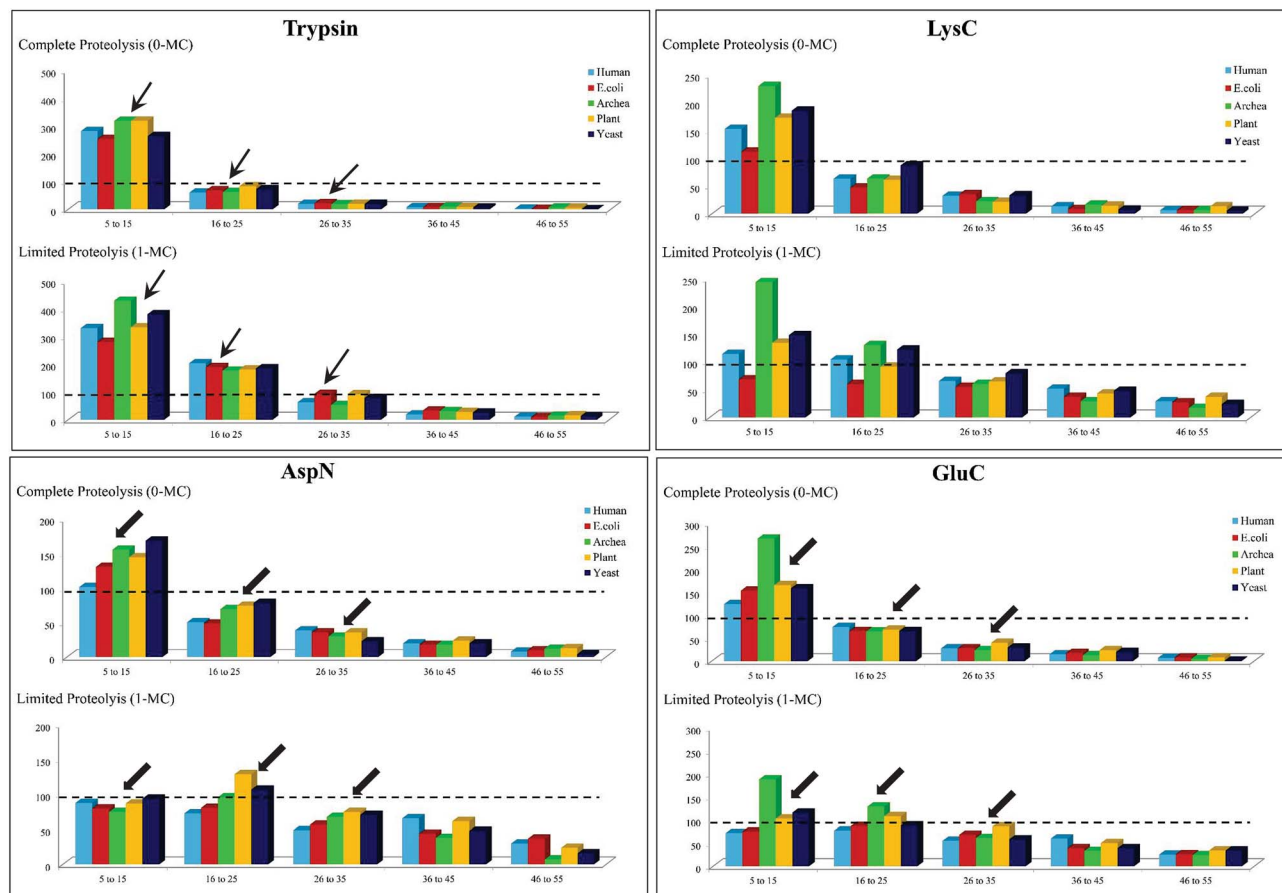 Trypsin
Complete Proteolysis (0-MC)
500
400
300
200
100
0
Human
E.coli
Archea
Plant
Yeast
5 to 15 16 to 25 26 to 35 36 to 45 46 to 55
Limited Proteolyis (1-MC)
500
400
300
200
100
0
5 to 15 16 to 25 26 to 35 36 to 45 46 to 55
LysC
Complete Proteolysis (0-MC)
250
200
150
100
50
0
Human
E.coli
Archea
Plant
Yeast
5 to 15 16 to 25 26 to 35 36 to 45 46 to 55
Limited Proteolyis (1-MC)
250
200
150
100
50
0
5 to 15 16 to 25 26 to 35 36 to 45 46 to 55
AspN
Complete Proteolysis (0-MC)
200
150
100
50
0
Human
E.coli
Archea
Plant
Yeast
5 to 15 16 to 25 26 to 35 36 to 45 46 to 55
Limited Proteolyis (1-MC)
200
150
100
50
0
5 to 15 16 to 25 26 to 35 36 to 45 46 to 55
GluC
Complete Proteolysis (0-MC)
300
250
200
150
100
50
0
Human
E.coli
Archea
Plant
Yeast
5 to 15 16 to 25 26 to 35 36 to 45 46 to 55
Limited Proteolyis (1-MC)
300
250
200
150
100
50
0
5 to 15 16 to 25 26 to 35 36 to 45 46 to 55